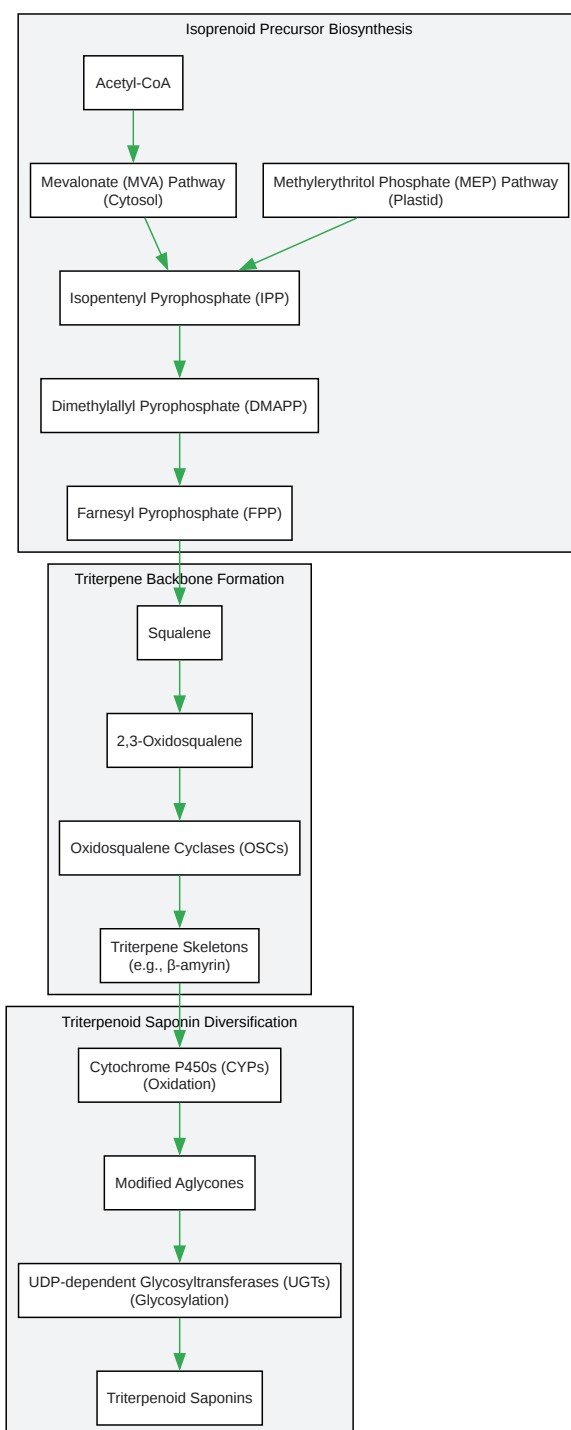 Isoprenoid Precursor Biosynthesis
Acetyl-CoA
Mevalonate (MVA) Pathway
(Cytosol)
Methylerythritol Phosphate (MEP) Pathway
(Plastid)
Isopentenyl Pyrophosphate (IPP)
Dimethylallyl Pyrophosphate (DMAPP)
Farnesyl Pyrophosphate (FPP)
Triterpene Backbone Formation
Squalene
2,3-Oxidosqualene
Oxidosqualene Cyclases (OSCs)
Triterpene Skeletons
(e.g., β-amyrin)
Triterpenoid Saponin Diversification
Cytochrome P450s (CYPs)
(Oxidation)
Modified Aglycones
UDP-dependent Glycosyltransferases (UGTs)
(Glycosylation)
Triterpenoid Saponins